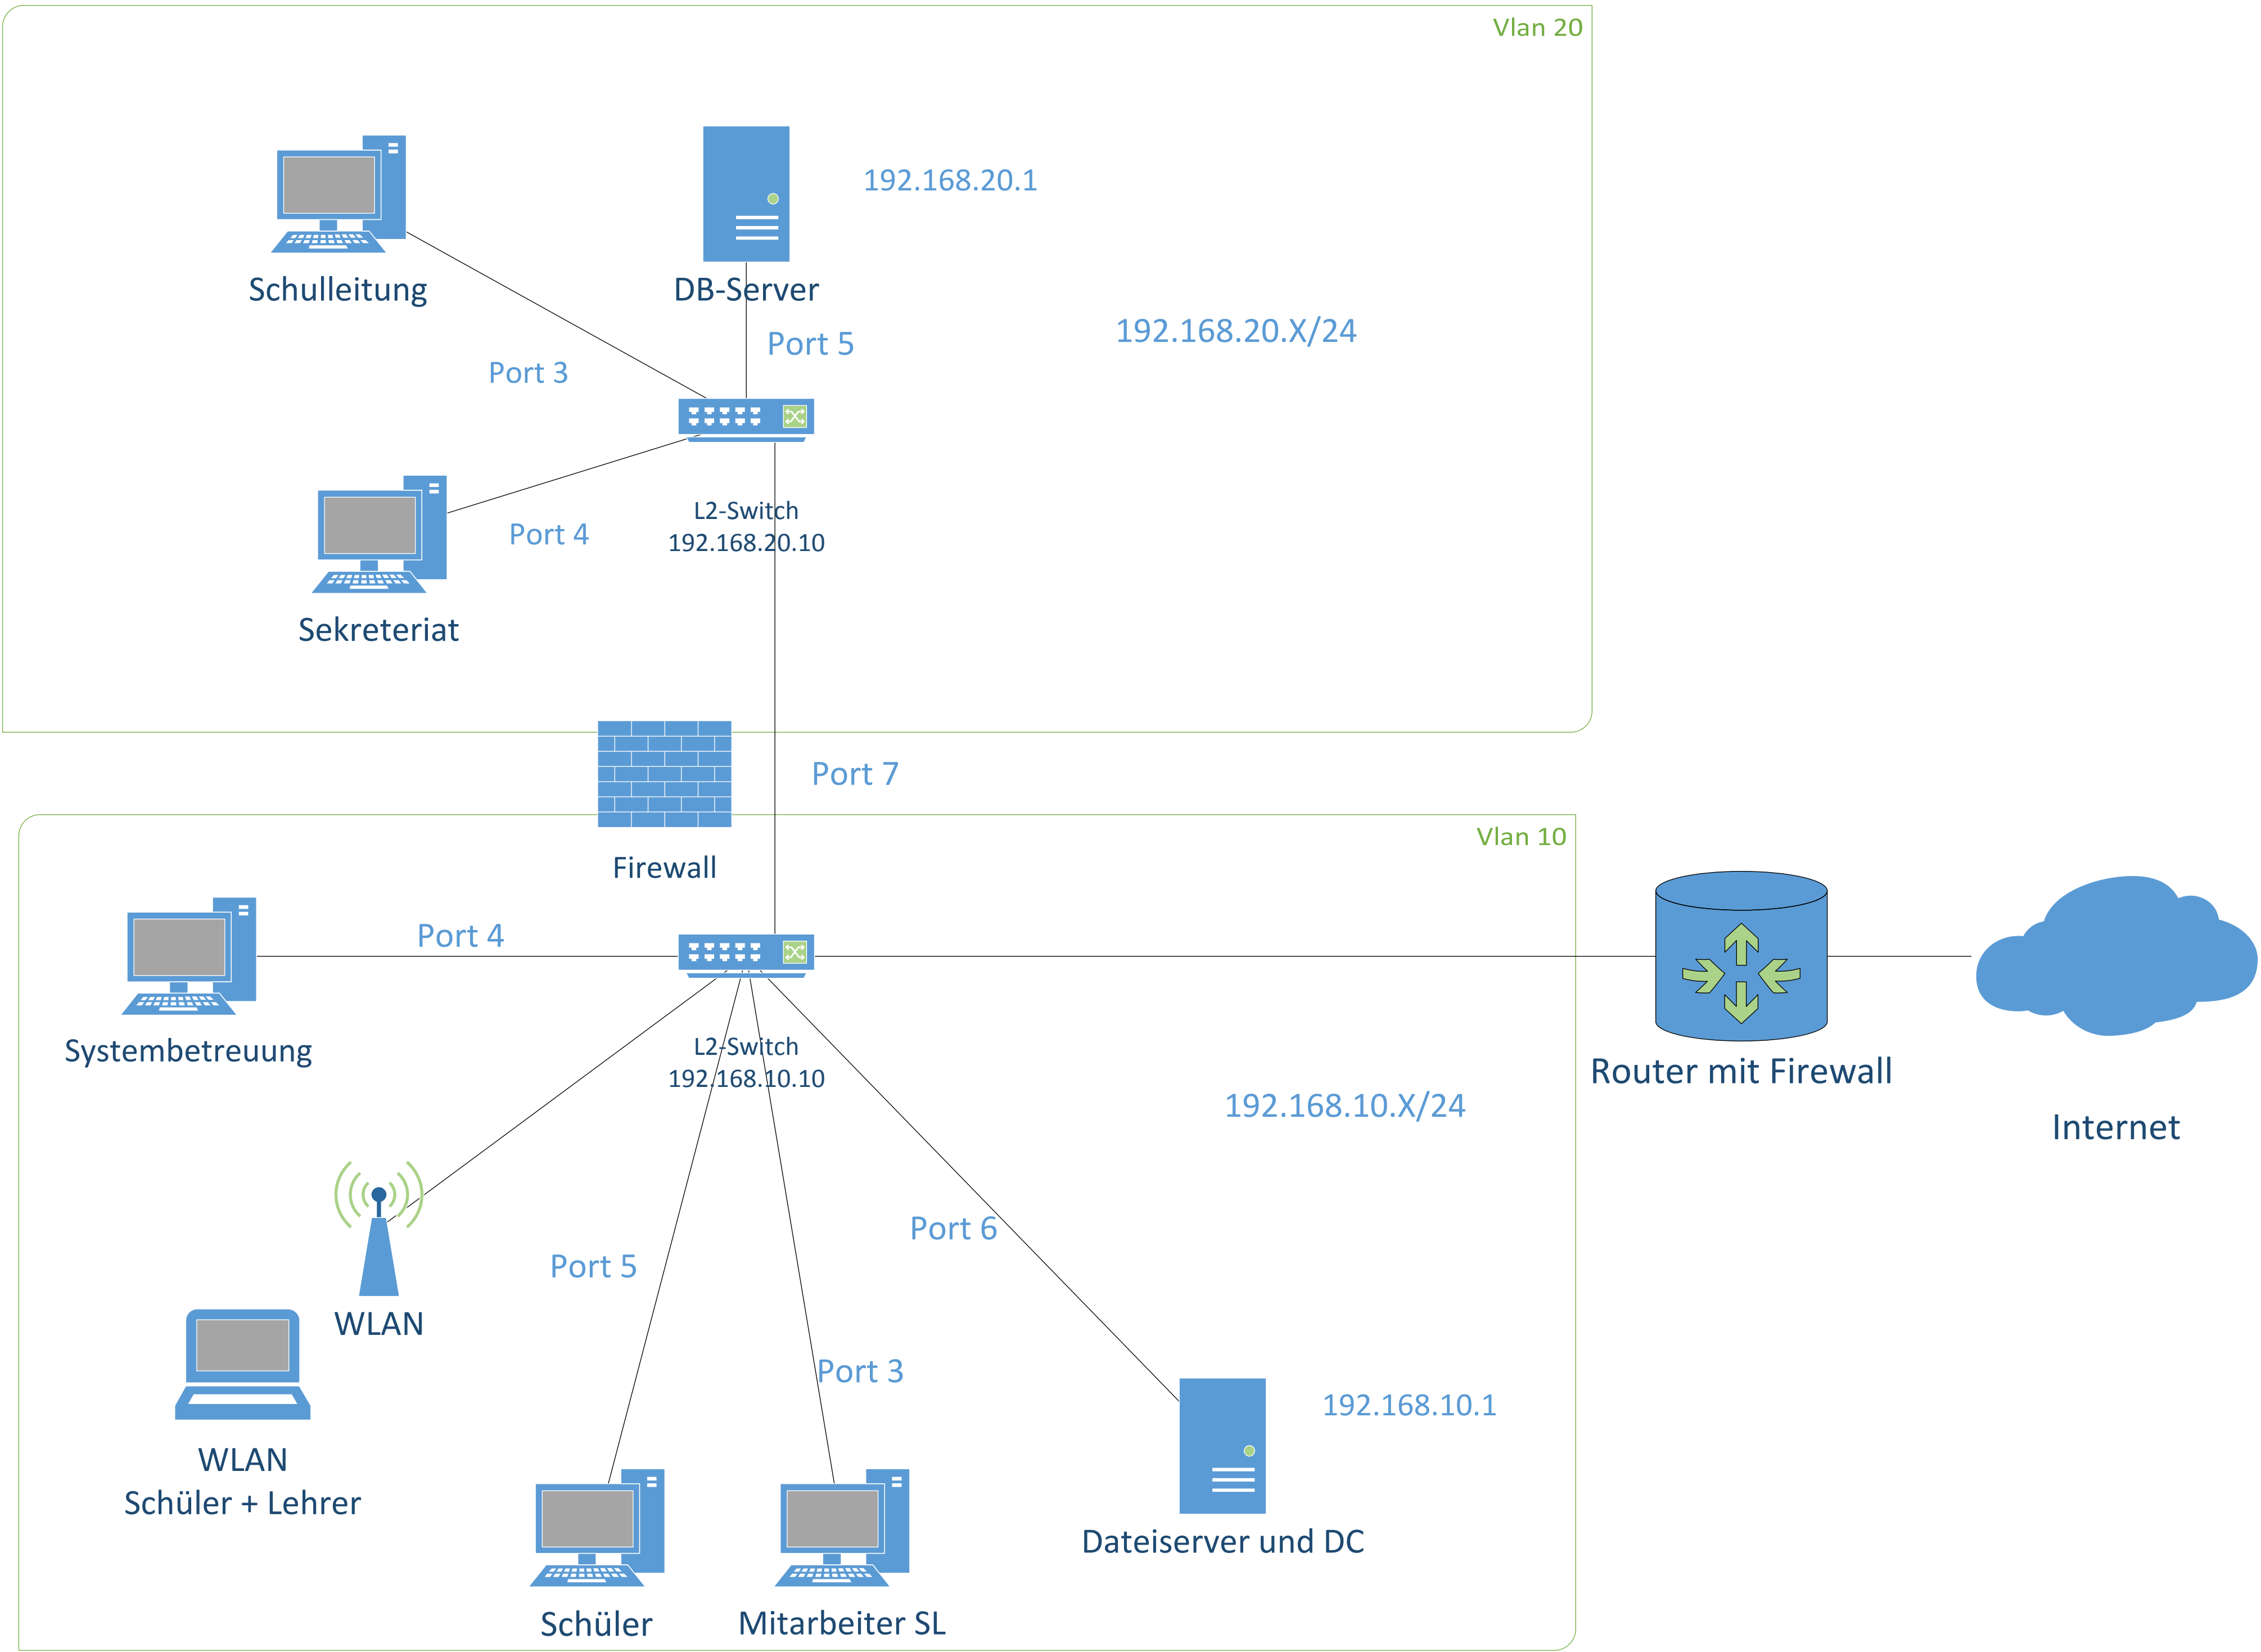 Vlan 20
192.168.20.1
Schulleitung
DB-Server
192.168.20.X/24
Port 5
Port 3
L2-Switch
192.168.20.10
Port 4
Sekreteriat
Port 7
Vlan 10
Firewall
Port 4
Systembetreuung
L2-Switch
192.168.10.10
Router mit Firewall
192.168.10.X/24
Internet
Port 6
Port 5
WLAN
Port 3
192.168.10.1
WLAN
Schüler + Lehrer
Dateiserver und DC
Schüler
Mitarbeiter SL